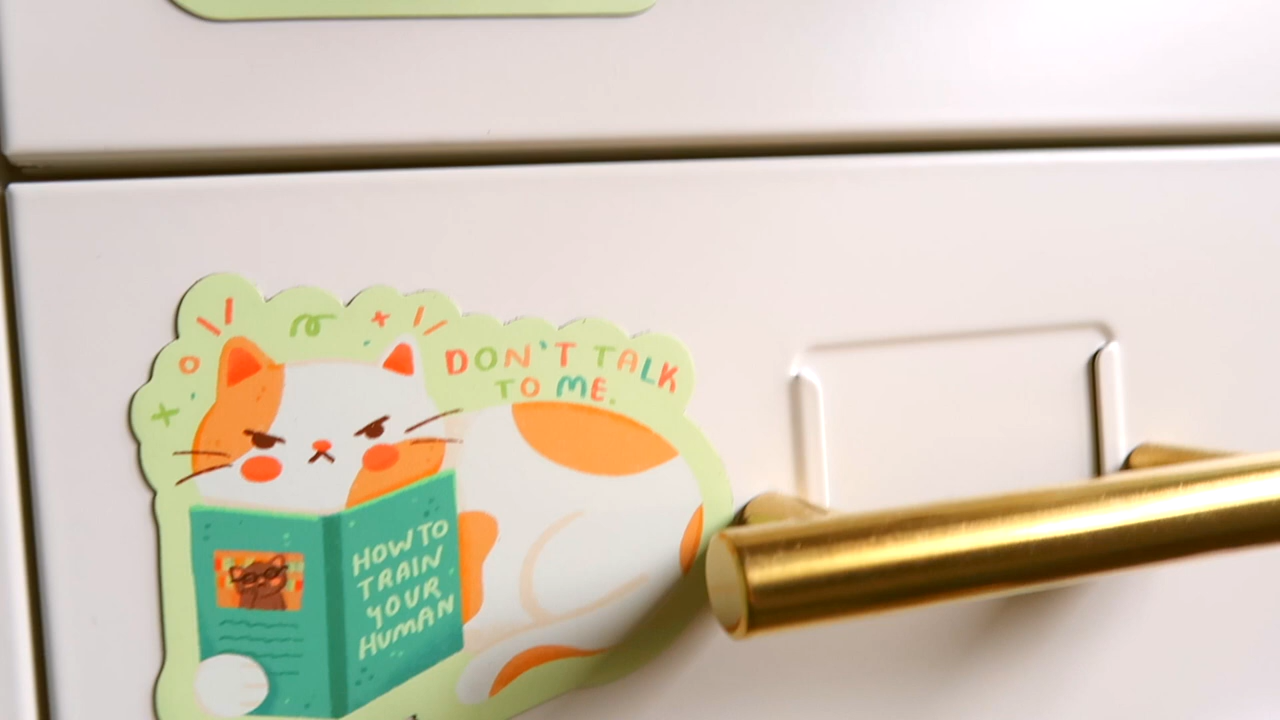 DON'T TALK
TO ME.
HOW TO
TRAIN
YOUR
HUMAN